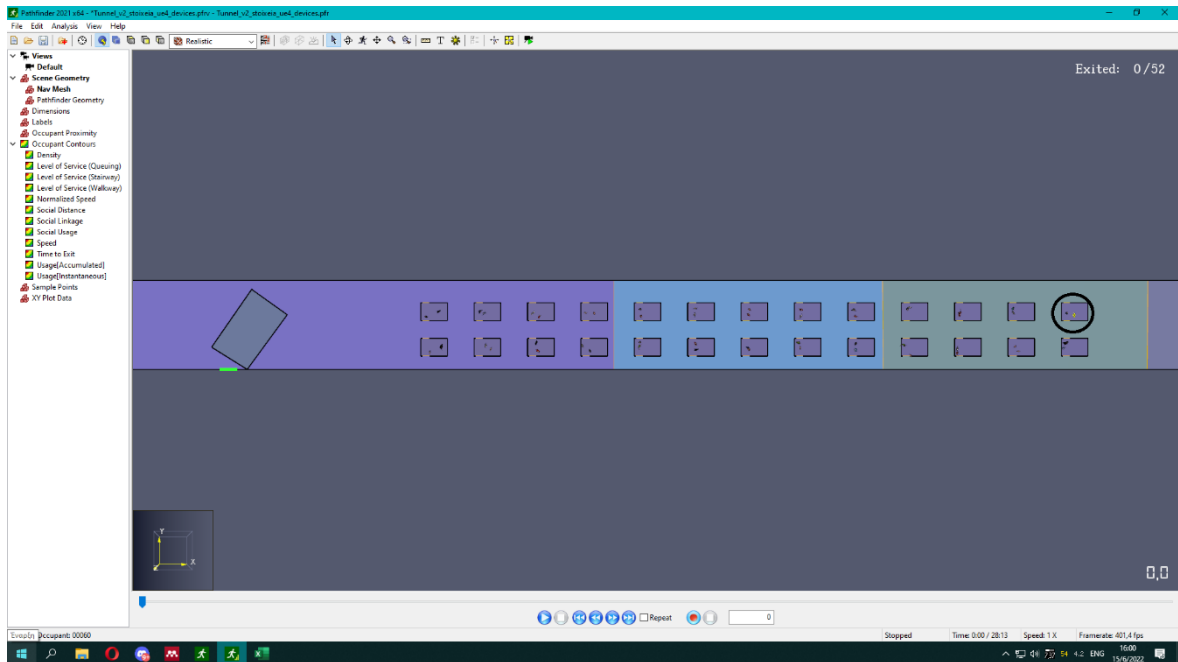 Pathfinder 2021 x64 - *Tunnel_v2_stoixeia_ue4_devices.pfrv - Tunnel_v2_stoixeia_ue4_devices.pfr
File Edit Analysis View Help
Realistic
Views
Default
Scene Geometry
Nav Mesh
Pathfinder Geometry
Dimensions
Labels
Occupant Proximity
Occupant Contours
Density
Level of Service (Queuing)
Level of Service (Stairway)
Level of Service (Walkway)
Normalized Speed
Social Distance
Social Linkage
Social Usage
Speed
Time to Exit
Usage[Accumulated]
Usage[Instantaneous]
Sample Points
XY Plot Data
Exited: 0/52
Y
X
0,0
Repeat
0
Occupant: 00060
Stopped
Time: 0:00 / 28:13
Speed: 1 X
Framerate: 401,4 fps
54 4.2 ENG
16:00
15/6/2022